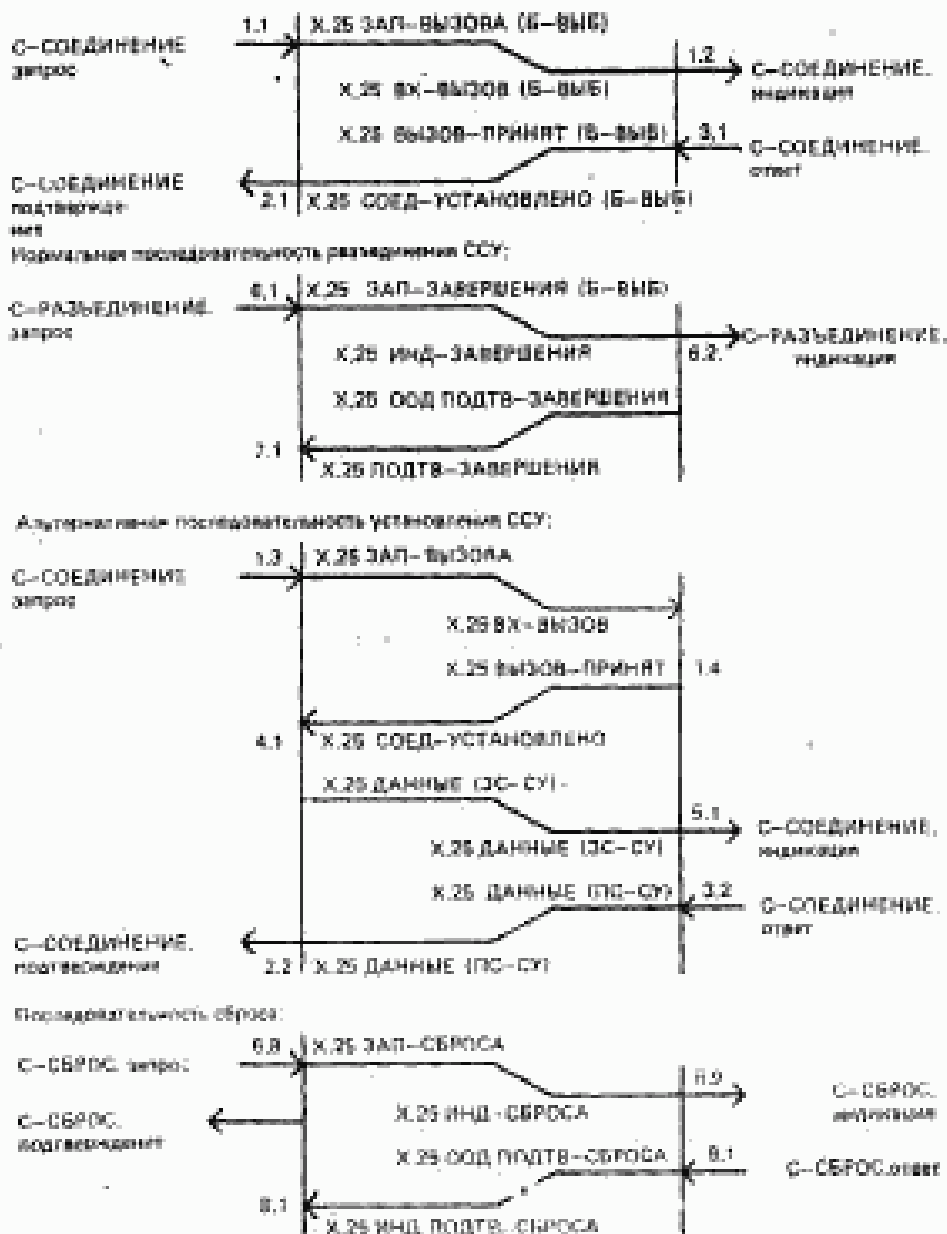 1.1 X.25 ЗАП–ВЫЗОВА (Б–ВЫБ)
С–СОЕДИНЕНИЕ
запрос
1.2
С–СОЕДИНЕНИЕ.
индикация
X.25 ВХ–ВЫЗОВ (Б–ВЫБ)
X.25 ВЫЗОВ–ПРИНЯТ (Б–ВЫБ)
3.1
С–СОЕДИНЕНИЕ.
ответ
С–СОЕДИНЕНИЕ
подтвержде-
ние
2.1 X.25 СОЕД–УСТАНОВЛЕНО (Б–ВЫБ)
Нормальная последовательность разъединения ССУ:
6.1 X.25 ЗАП–ЗАВЕРШЕНИЯ (Б–ВЫБ)
С–РАЗЪЕДИНЕНИЕ.
запрос
С–РАЗЪЕДИНЕНИЕ.
индикация
X.25 ИНД–ЗАВЕРШЕНИЯ
6.2.
X.25 ООД ПОДТВ–ЗАВЕРШЕНИЯ
7.1
X.25 ПОДТВ–ЗАВЕРШЕНИЯ
Альтернативная последовательность установления ССУ:
1.3 X.25 ЗАП–ВЫЗОВА
С–СОЕДИНЕНИЕ
запрос
X.25 ВХ–ВЫЗОВ
X.25 ВЫЗОВ–ПРИНЯТ 1.4
4.1 X.25 СОЕД–УСТАНОВЛЕНО
X.25 ДАННЫЕ (ЗС–СУ)
5.1
С–СОЕДИНЕНИЕ.
индикация
X.25 ДАННЫЕ (ЗС–СУ)
X.25 ДАННЫЕ (ПС–СУ) 3.2
С–СОЕДИНЕНИЕ.
ответ
С–СОЕДИНЕНИЕ.
подтверждение
2.2 X.25 ДАННЫЕ (ПС–СУ)
Последовательность сброса:
X.25 ЗАП–СБРОСА
С–СБРОС. запрос
С–СБРОС.
индикация
С–СБРОС.
подтверждение
X.25 ИНД–СБРОСА
X.25 ООД ПОДТВ–СБРОСА 8.1
С–СБРОС.ответ
X.25 ИНД ПОДТВ–СБРОСА